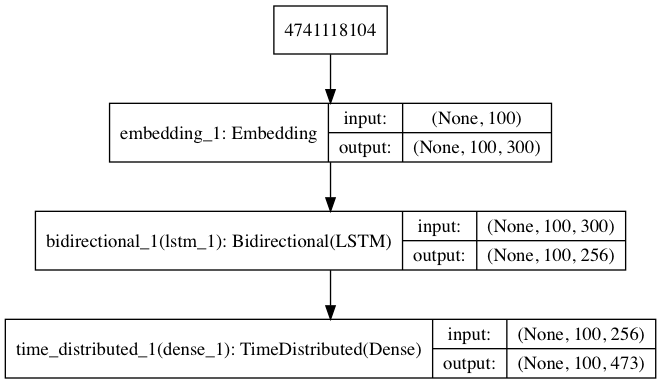 4741118104
embedding_1: Embedding
input: (None, 100)
output: (None, 100, 300)
bidirectional_1(lstm_1): Bidirectional(LSTM)
input: (None, 100, 300)
output: (None, 100, 256)
time_distributed_1(dense_1): TimeDistributed(Dense)
input: (None, 100, 256)
output: (None, 100, 473)